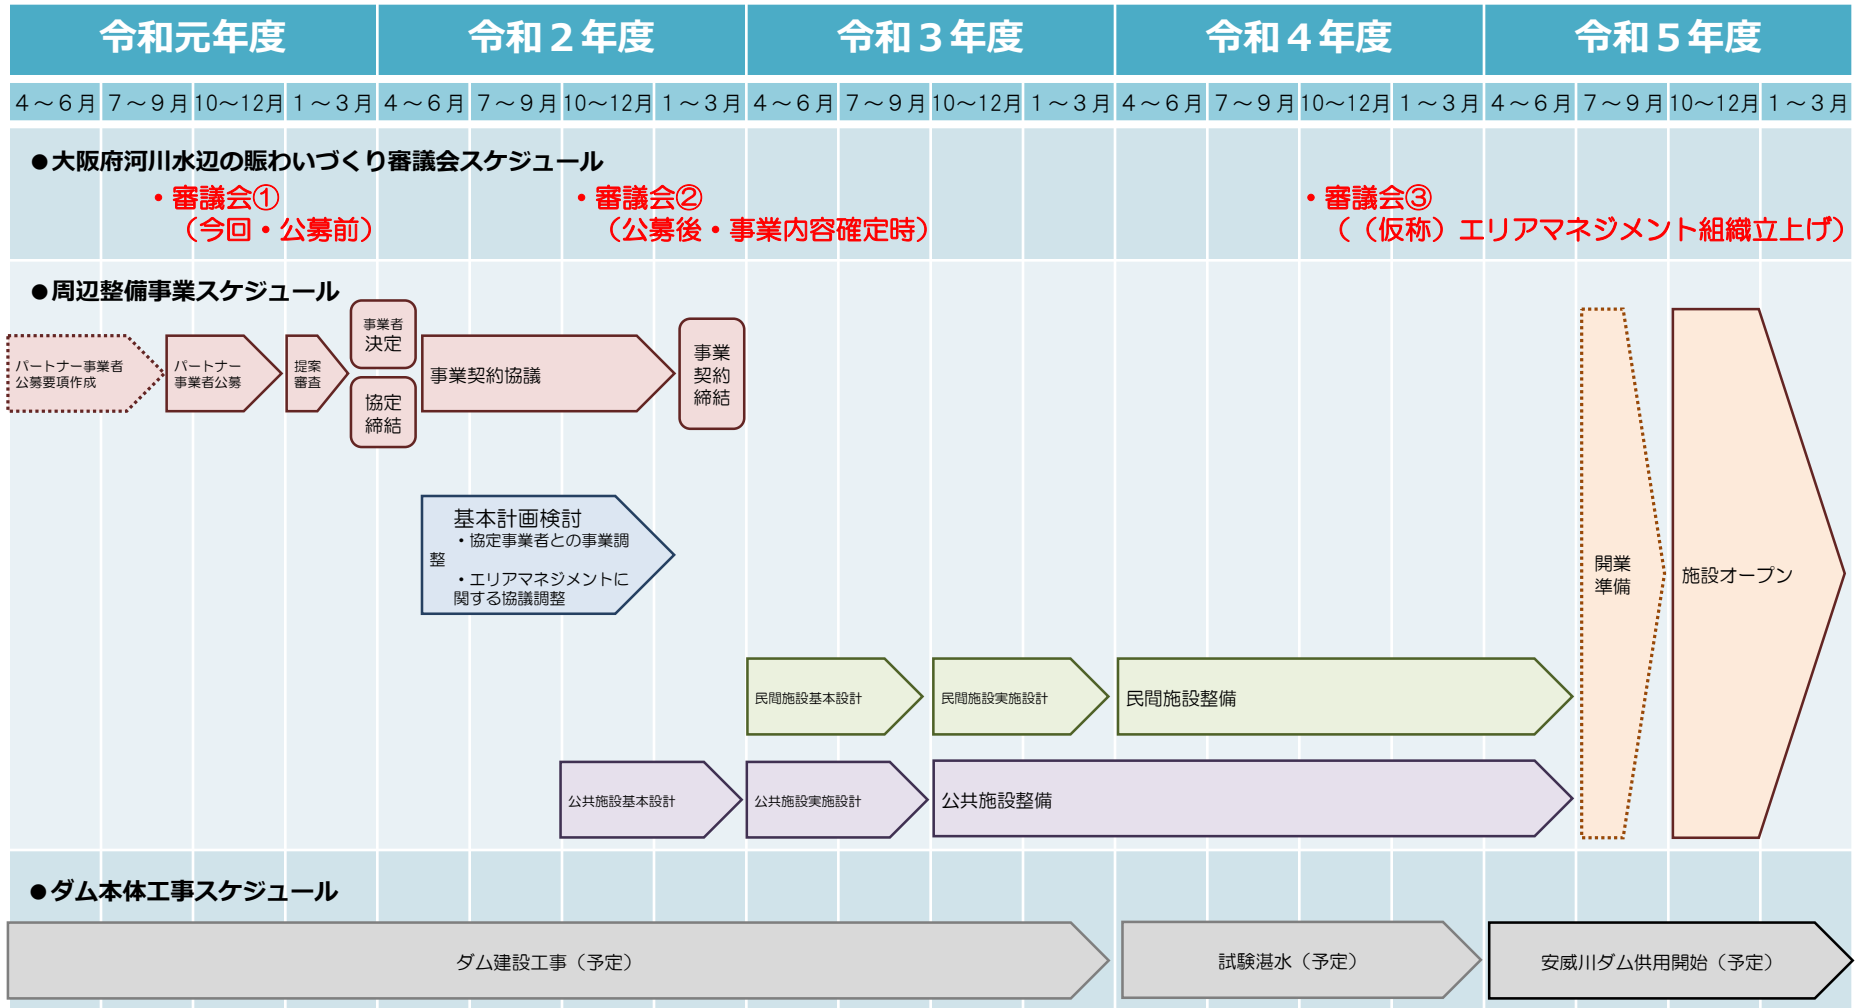 令和元年度 令和２年度 令和３年度 令和４年度 令和５年度
４～６月 ７～９月 10～12月 １～３月 ４～６月 ７～９月 10～12月 １～３月 ４～６月 ７～９月 10～12月 １～３月 ４～６月 ７～９月 10～12月 １～３月 ４～６月 ７～９月 10～12月 １～３月
●大阪府河川水辺の賑わいづくり審議会スケジュール
・審議会①
（今回・公募前）
・審議会②
（公募後・事業内容確定時）
・審議会③
（（仮称）エリアマネジメント組織立上げ）
●周辺整備事業スケジュール
パートナー事業者
公募要項作成
パートナー
事業者公募
提案
審査
事業者
決定
協定
締結
事業契約協議
事業
契約
締結
基本計画検討
・協定事業者との事業調
整
・エリアマネジメントに
関する協議調整
開業
準備
施設オープン
民間施設基本設計
民間施設実施設計
民間施設整備
公共施設基本設計
公共施設実施設計
公共施設整備
●ダム本体工事スケジュール
ダム建設工事（予定）
試験湛水（予定）
安威川ダム供用開始（予定）